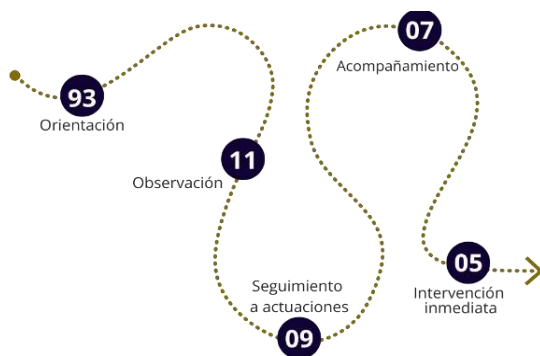 93
Orientación
11
Observación
Seguimiento
a actuaciones
09
07
Acompañamiento
05
Intervención
inmediata